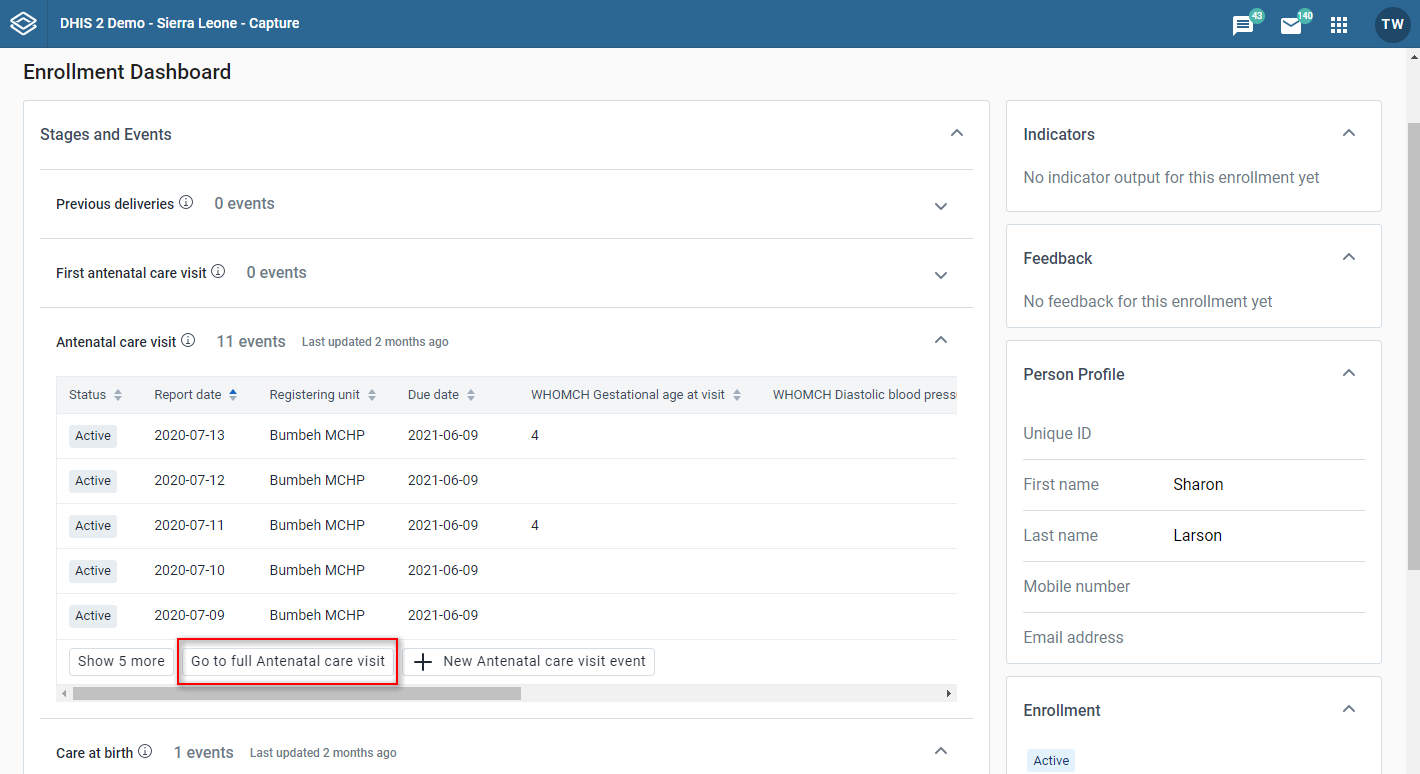 DHIS 2 Demo - Sierra Leone - Capture
43
140
TW
Enrollment Dashboard
Stages and Events
Previous deliveries 0 events
First antenatal care visit 0 events
Antenatal care visit 11 events Last updated 2 months ago
Status Report date Registering unit Due date WHOMCH Gestational age at visit WHOMCH Diastolic blood pressu
Active 2020-07-13 Bumbeh MCHP 2021-06-09 4
Active 2020-07-12 Bumbeh MCHP 2021-06-09
Active 2020-07-11 Bumbeh MCHP 2021-06-09 4
Active 2020-07-10 Bumbeh MCHP 2021-06-09
Active 2020-07-09 Bumbeh MCHP 2021-06-09
Show 5 more Go to full Antenatal care visit New Antenatal care visit event
Care at birth 1 events Last updated 2 months ago
Indicators
No indicator output for this enrollment yet
Feedback
No feedback for this enrollment yet
Person Profile
Unique ID
First name Sharon
Last name Larson
Mobile number
Email address
Enrollment
Active